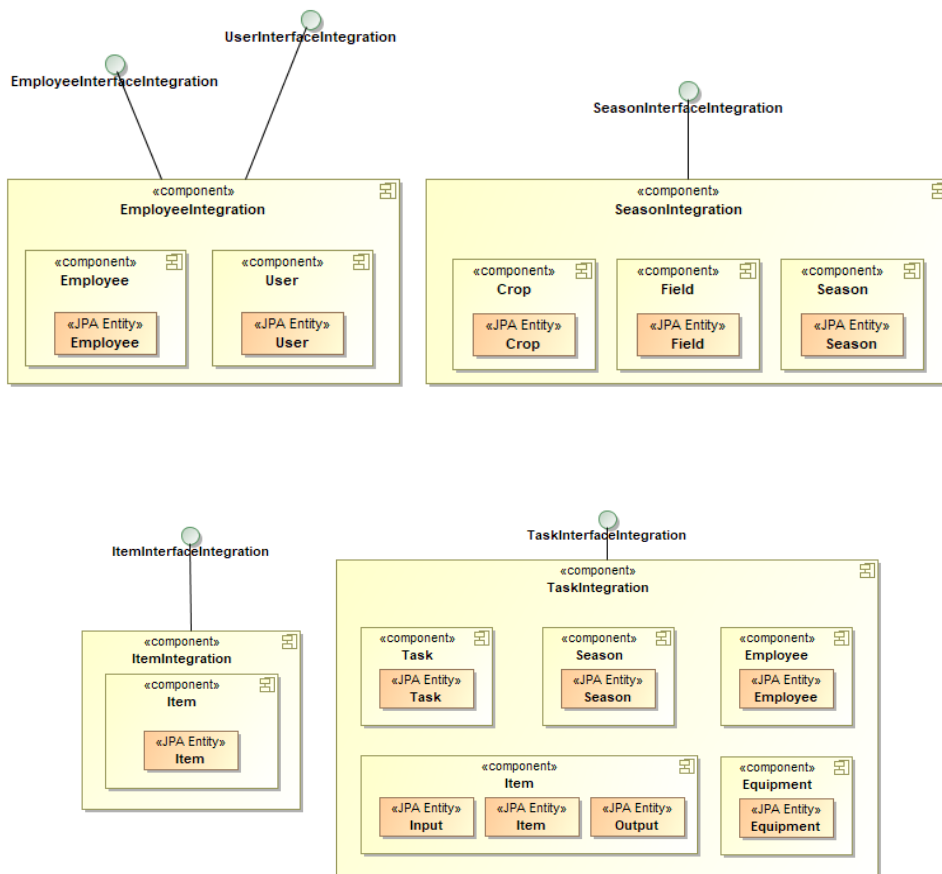 UserInterfaceIntegration
EmployeeInterfaceIntegration
SeasonInterfaceIntegration
«component»
EmployeeIntegration
«component»
Employee
«JPA Entity»
Employee
«component»
User
«JPA Entity»
User
«component»
SeasonIntegration
«component»
Crop
«JPA Entity»
Crop
«component»
Field
«JPA Entity»
Field
«component»
Season
«JPA Entity»
Season
ItemInterfaceIntegration
TaskInterfaceIntegration
«component»
ItemIntegration
«component»
Item
«JPA Entity»
Item
«component»
TaskIntegration
«component»
Task
«JPA Entity»
Task
«component»
Season
«JPA Entity»
Season
«component»
Employee
«JPA Entity»
Employee
«component»
Item
«JPA Entity»
Input
«JPA Entity»
Item
«JPA Entity»
Output
«component»
Equipment
«JPA Entity»
Equipment